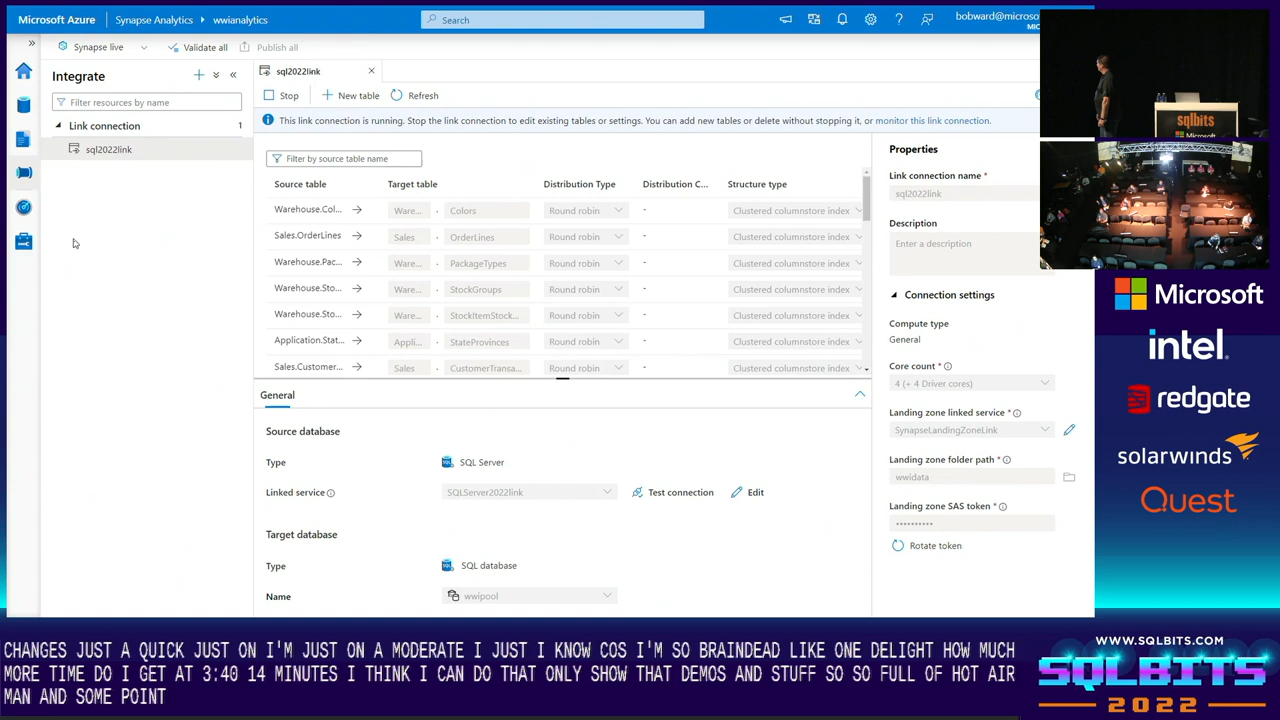 Microsoft Azure
Synapse Analytics
wwianalytics
Search
bobward@microso
MIC
Synapse live
Validate all
Publish all
Integrate
Filter resources by name
Link connection
1
sql2022link
sql2022link
Stop
New table
Refresh
This link connection is running. Stop the link connection to edit existing tables or settings. You can add new tables or delete without stopping it, or monitor this link connection.
Filter by source table name
Source table
Target table
Distribution Type
Distribution C...
Structure type
Warehouse.Col...
Ware...
.
Colors
Round robin
-
Clustered columnstore index
Sales.OrderLines
Sales
.
OrderLines
Round robin
-
Clustered columnstore index
Warehouse.Pac...
Ware...
.
PackageTypes
Round robin
-
Clustered columnstore index
Warehouse.Sto...
Ware...
.
StockGroups
Round robin
-
Clustered columnstore index
Warehouse.Sto...
Ware...
.
StockItemStock...
Round robin
-
Clustered columnstore index
Application.Stat...
Appli...
.
StateProvinces
Round robin
-
Clustered columnstore index
Sales.Customer...
Sales
.
CustomerTransa...
Round robin
-
Clustered columnstore index
General
Source database
Type
SQL Server
Linked service
SQLServer2022link
Test connection
Edit
Target database
Type
SQL database
Name
wwipool
Properties
Link connection name *
sql2022link
Description
Enter a description
Connection settings
Compute type
General
Core count *
4 (+ 4 Driver cores)
Landing zone linked service *
SynapseLandingZoneLink
Landing zone folder path *
wwidata
Landing zone SAS token *
••••••••••
Rotate token
sqlbits
Microsoft
Microsoft
intel.
redgate
solarwinds
Quest
CHANGES JUST A QUICK JUST ON I'M JUST ON A MODERATE I JUST I KNOW COS I'M SO BRAINDEAD LIKE ONE DELIGHT HOW MUCH
MORE TIME DO I GET AT 3:40 14 MINUTES I THINK I CAN DO THAT ONLY SHOW THAT DEMOS AND STUFF SO SO FULL OF HOT AIR
MAN AND SOME POINT
WWW.SQLBITS.COM
SQLBITS
2022